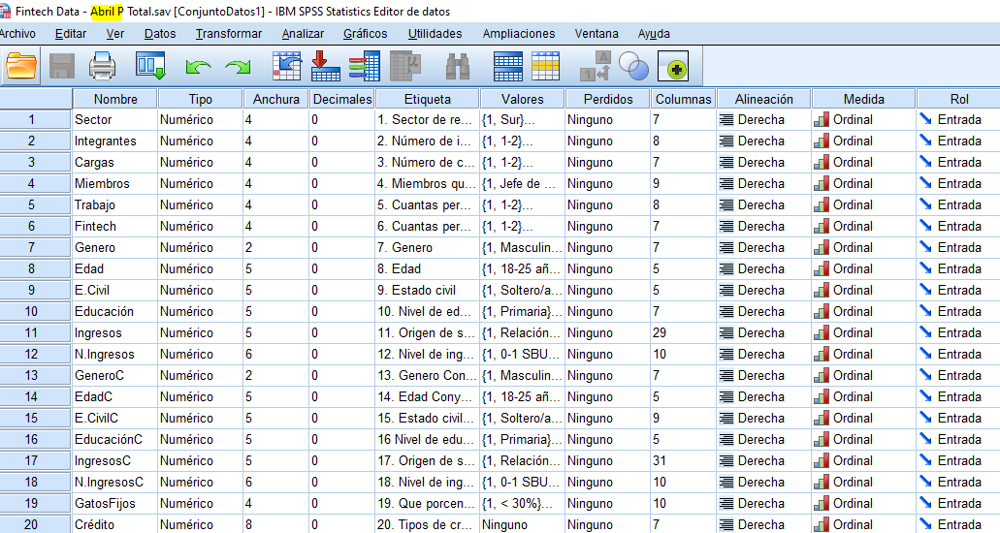 Fintech Data - Abril P Total.sav [ConjuntoDatos1] - IBM SPSS Statistics Editor de datos
Archivo Editar Ver Datos Transformar Analizar Gráficos Utilidades Ampliaciones Ventana Ayuda
Nombre Tipo Anchura Decimales Etiqueta Valores Perdidos Columnas Alineación Medida Rol
1 Sector Numérico 4 0 1. Sector de re... {1, Sur}... Ninguno 7 Derecha Ordinal Entrada
2 Integrantes Numérico 4 0 2. Número de i... {1, 1-2}... Ninguno 8 Derecha Ordinal Entrada
3 Cargas Numérico 4 0 3. Número de c... {1, 1-2}... Ninguno 7 Derecha Ordinal Entrada
4 Miembros Numérico 4 0 4. Miembros qu... {1, Jefe de ... Ninguno 9 Derecha Ordinal Entrada
5 Trabajo Numérico 4 0 5. Cuantas per... {1, 1-2}... Ninguno 8 Derecha Ordinal Entrada
6 Fintech Numérico 4 0 6. Cuantas per... {1, 1-2}... Ninguno 7 Derecha Ordinal Entrada
7 Genero Numérico 2 0 7. Genero {1, Masculin... Ninguno 7 Derecha Ordinal Entrada
8 Edad Numérico 5 0 8. Edad {1, 18-25 añ... Ninguno 5 Derecha Ordinal Entrada
9 E.Civil Numérico 5 0 9. Estado civil {1, Soltero/a... Ninguno 5 Derecha Ordinal Entrada
10 Educación Numérico 5 0 10. Nivel de ed... {1, Primaria}... Ninguno 7 Derecha Ordinal Entrada
11 Ingresos Numérico 5 0 11. Origen de s... {1, Relación... Ninguno 29 Derecha Ordinal Entrada
12 N.Ingresos Numérico 6 0 12. Nivel de ing... {1, 0-1 SBU... Ninguno 10 Derecha Ordinal Entrada
13 GeneroC Numérico 2 0 13. Genero Con... {1, Masculin... Ninguno 7 Derecha Ordinal Entrada
14 EdadC Numérico 5 0 14. Edad Cony... {1, 18-25 añ... Ninguno 5 Derecha Ordinal Entrada
15 E.CivilC Numérico 5 0 15. Estado civil... {1, Soltero/a... Ninguno 9 Derecha Ordinal Entrada
16 EducaciónC Numérico 5 0 16 Nivel de edu... {1, Primaria}... Ninguno 5 Derecha Ordinal Entrada
17 IngresosC Numérico 5 0 17. Origen de s... {1, Relación... Ninguno 31 Derecha Ordinal Entrada
18 N.IngresosC Numérico 6 0 18. Nivel de ing... {1, 0-1 SBU... Ninguno 10 Derecha Ordinal Entrada
19 GatosFijos Numérico 4 0 19. Que porcen... {1, < 30%}... Ninguno 10 Derecha Ordinal Entrada
20 Crédito Numérico 8 0 20. Tipos de cr... Ninguno Ninguno 7 Derecha Ordinal Entrada